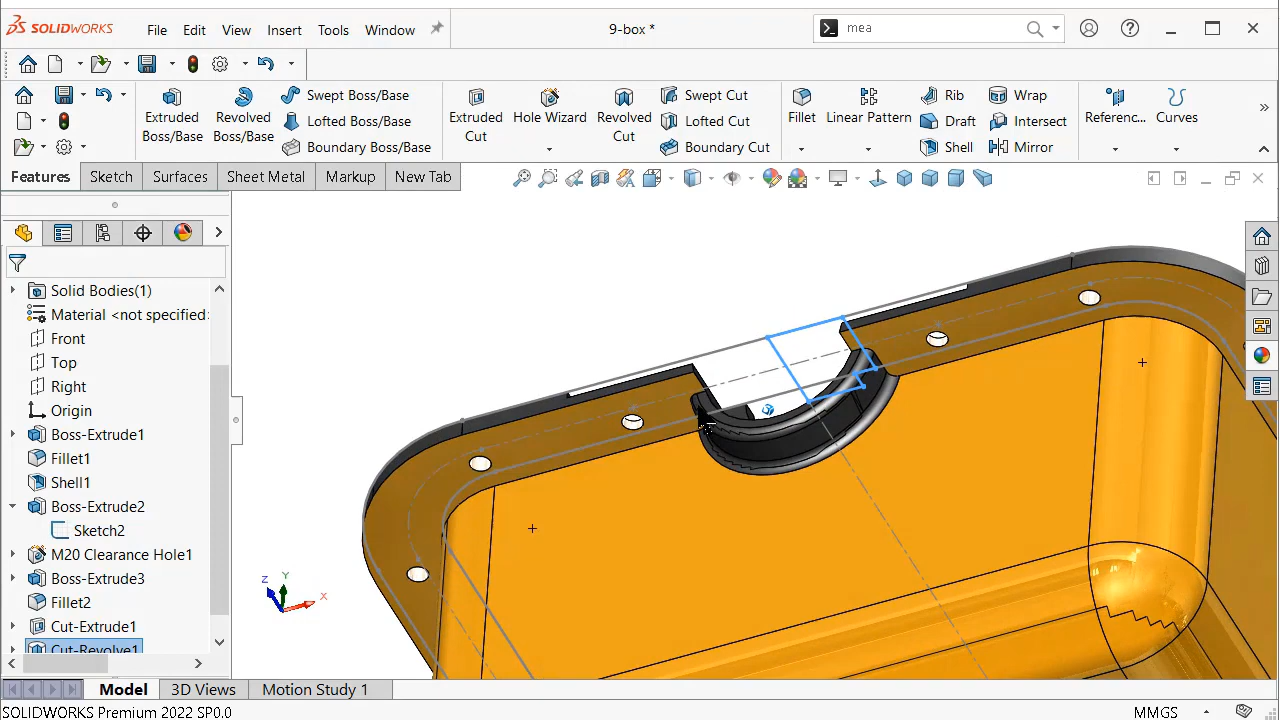 SOLIDWORKS File Edit View Insert Tools Window 9-box * mea
Extruded Boss/Base
Revolved Boss/Base
Swept Boss/Base
Lofted Boss/Base
Boundary Boss/Base
Extruded Cut
Hole Wizard
Revolved Cut
Swept Cut
Lofted Cut
Boundary Cut
Fillet
Linear Pattern
Rib
Draft
Shell
Wrap
Intersect
Mirror
Referenc...
Curves
Features Sketch Surfaces Sheet Metal Markup New Tab
Solid Bodies(1)
Material <not specified
Front
Top
Right
Origin
Boss-Extrude1
Fillet1
Shell1
Boss-Extrude2
Sketch2
M20 Clearance Hole1
Boss-Extrude3
Fillet2
Cut-Extrude1
Cut-Revolve1
Z Y X
Model 3D Views Motion Study 1
SOLIDWORKS Premium 2022 SP0.0 MMGS